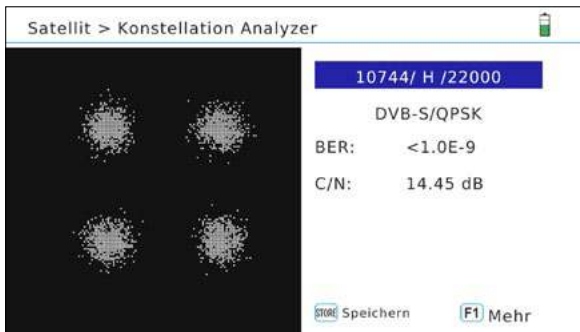 Satellit > Konstellation Analyzer
10744/ H /22000
DVB-S/QPSK
BER: <1.0E-9
C/N: 14.45 dB
STORE Speichern F1 Mehr